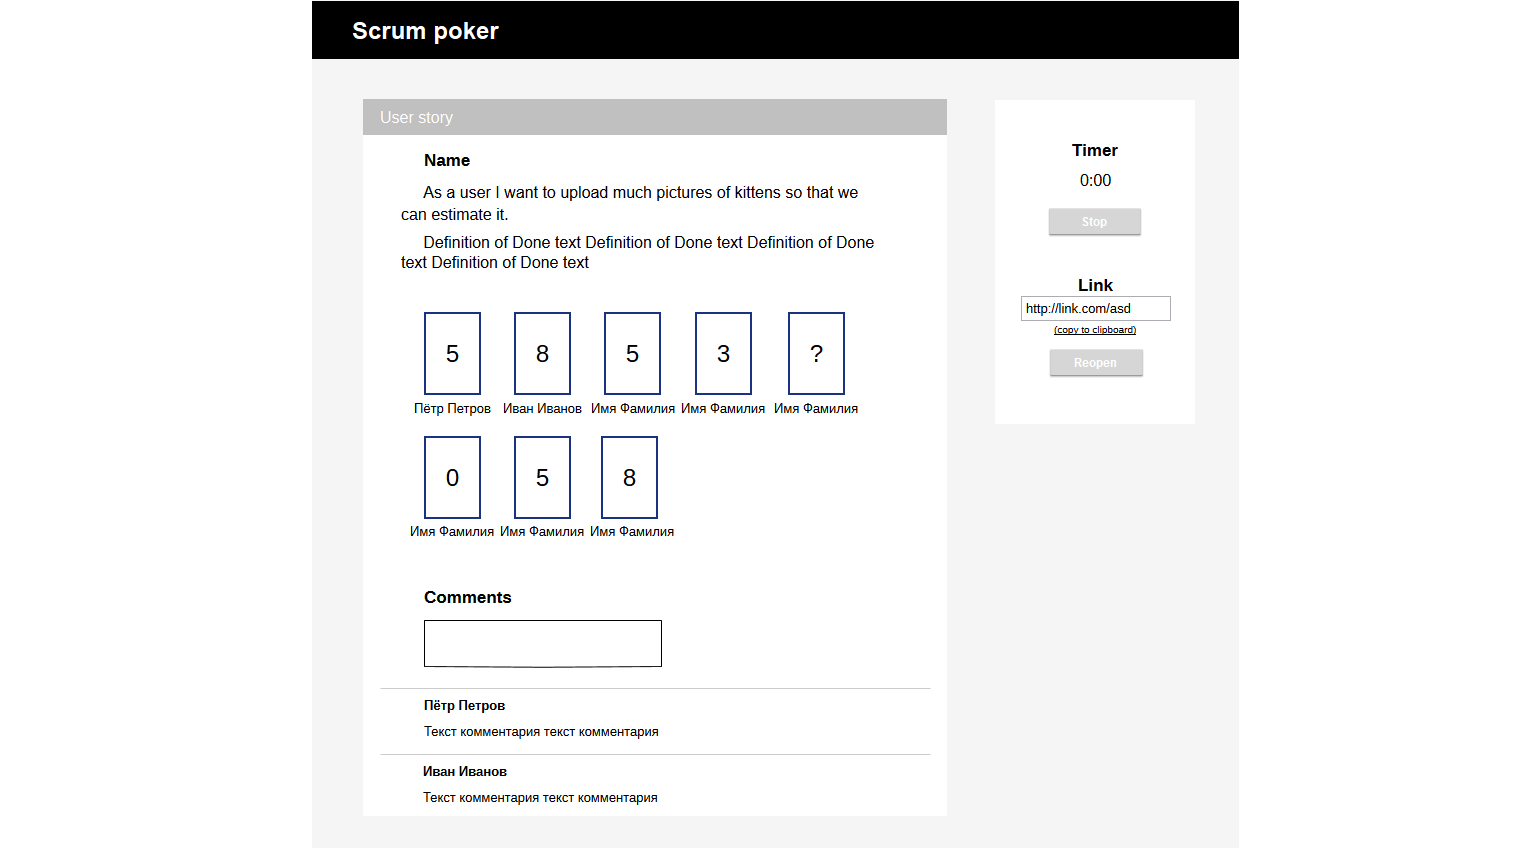 Scrum poker
User story
Name
As a user I want to upload much pictures of kittens so that we
can estimate it.
Definition of Done text Definition of Done text Definition of Done
text Definition of Done text
5 8 5 3 ?
Пётр Петров Иван Иванов Имя Фамилия Имя Фамилия Имя Фамилия
0 5 8
Имя Фамилия Имя Фамилия Имя Фамилия
Comments
Пётр Петров
Текст комментария текст комментария
Иван Иванов
Текст комментария текст комментария
Timer
0:00
Stop
Link
http://link.com/asd
(copy to clipboard)
Reopen